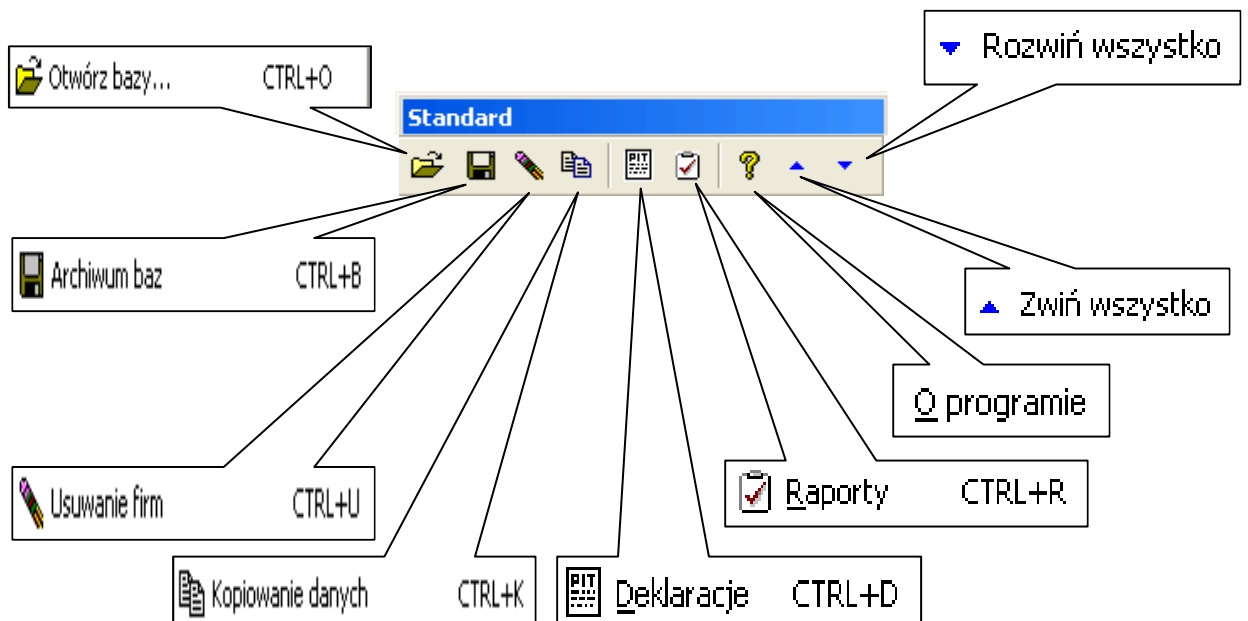 Rozwiń wszystko
Otwórz bazy... CTRL+O
Standard
PIT
Archiwum baz CTRL+B
Zwiń wszystko
O programie
Usuwanie firm CTRL+U
Raporty CTRL+R
Kopiowanie danych CTRL+K
PIT Deklaracje CTRL+D